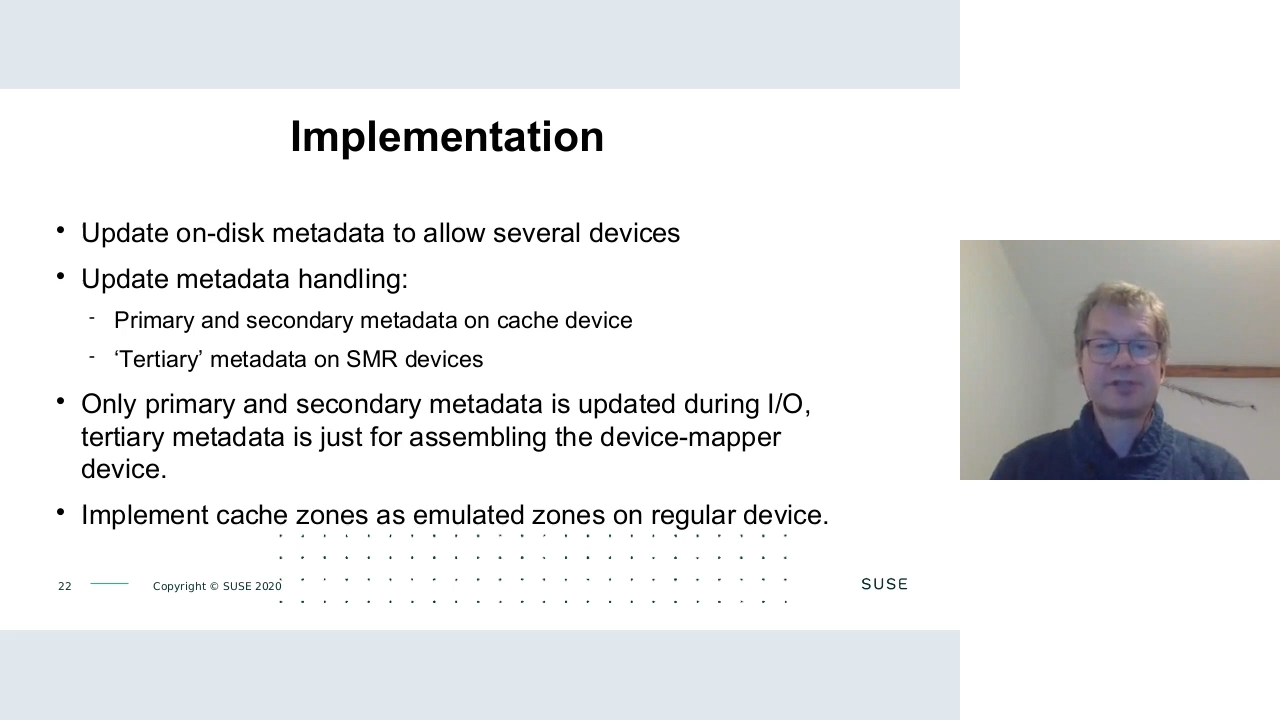 Implementation
• Update on-disk metadata to allow several devices
• Update metadata handling:
- Primary and secondary metadata on cache device
- ‘Tertiary’ metadata on SMR devices
• Only primary and secondary metadata is updated during I/O,
tertiary metadata is just for assembling the device-mapper
device.
• Implement cache zones as emulated zones on regular device.
22 Copyright © SUSE 2020 SUSE